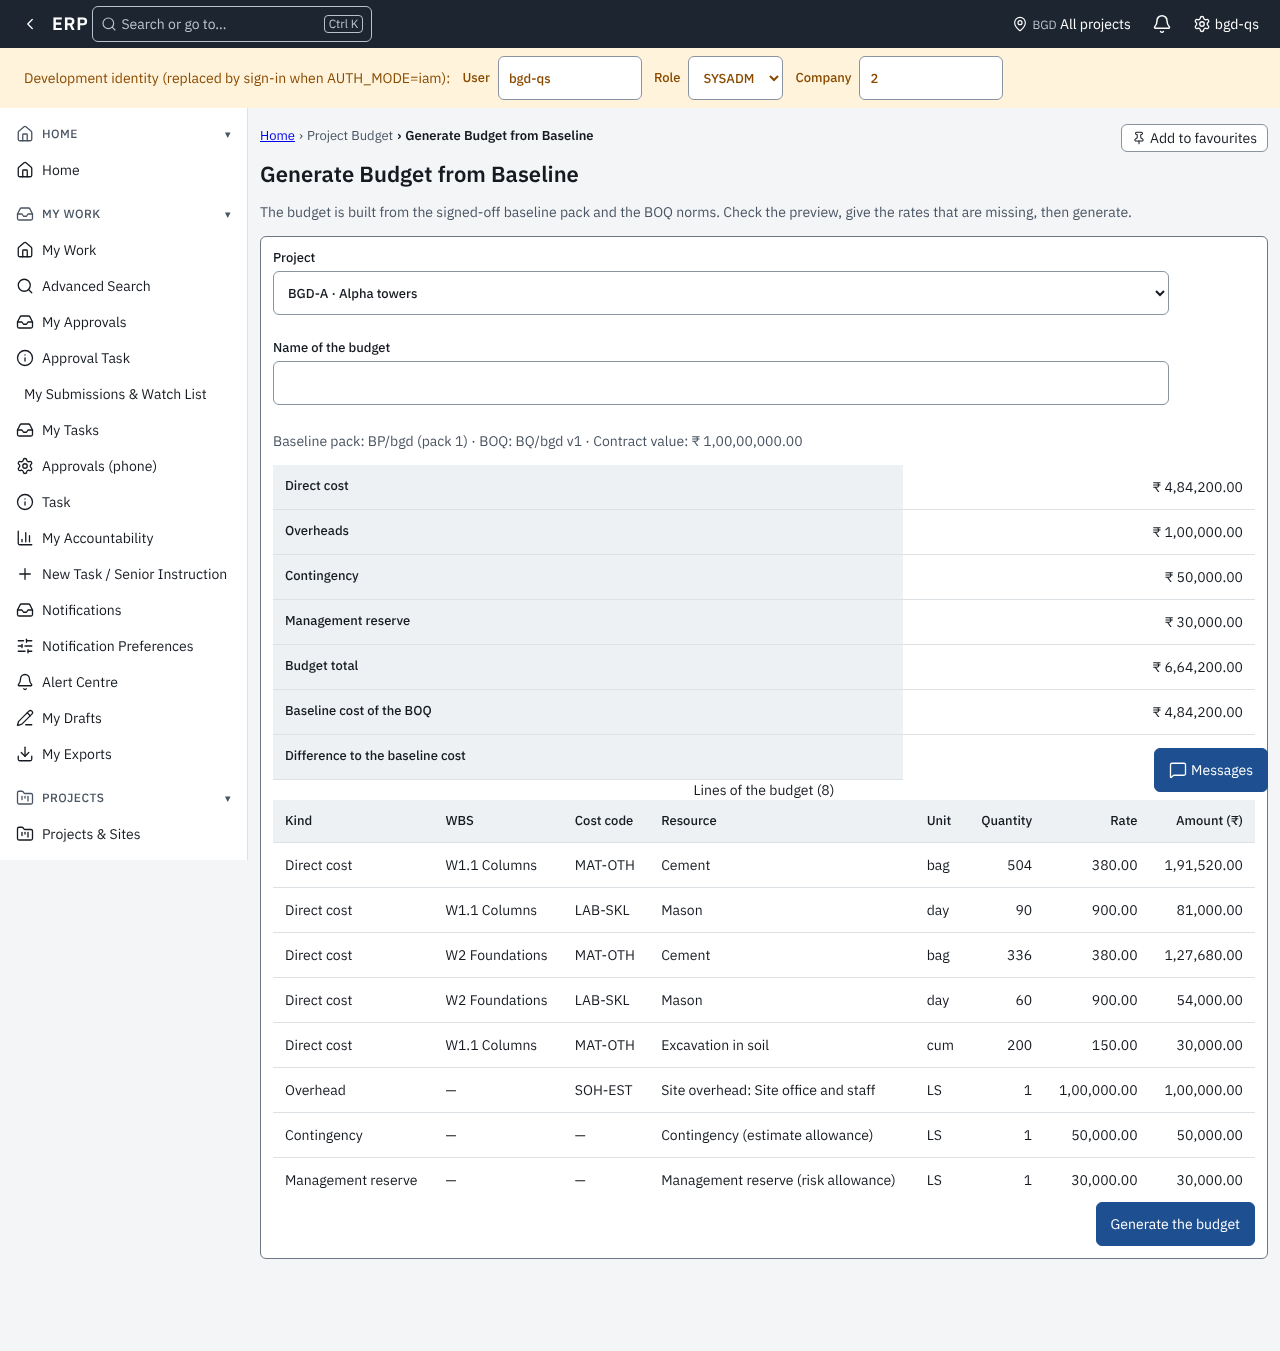 ERP
Search or go to...
Ctrl K
BGD All projects
bgd-qs
Development identity (replaced by sign-in when AUTH_MODE=iam): User bgd-qs Role SYSADM Company 2
HOME
Home
MY WORK
My Work
Advanced Search
My Approvals
Approval Task
My Submissions & Watch List
My Tasks
Approvals (phone)
Task
My Accountability
New Task / Senior Instruction
Notifications
Notification Preferences
Alert Centre
My Drafts
My Exports
PROJECTS
Projects & Sites
Home › Project Budget › Generate Budget from Baseline
Add to favourites
Generate Budget from Baseline
The budget is built from the signed-off baseline pack and the BOQ norms. Check the preview, give the rates that are missing, then generate.
Project
BGD-A · Alpha towers
Name of the budget
Baseline pack: BP/bgd (pack 1) · BOQ: BQ/bgd v1 · Contract value: ₹ 1,00,00,000.00
Direct cost ₹ 4,84,200.00
Overheads ₹ 1,00,000.00
Contingency ₹ 50,000.00
Management reserve ₹ 30,000.00
Budget total ₹ 6,64,200.00
Baseline cost of the BOQ ₹ 4,84,200.00
Difference to the baseline cost
Messages
Lines of the budget (8)
Kind WBS Cost code Resource Unit Quantity Rate Amount (₹)
Direct cost W1.1 Columns MAT-OTH Cement bag 504 380.00 1,91,520.00
Direct cost W1.1 Columns LAB-SKL Mason day 90 900.00 81,000.00
Direct cost W2 Foundations MAT-OTH Cement bag 336 380.00 1,27,680.00
Direct cost W2 Foundations LAB-SKL Mason day 60 900.00 54,000.00
Direct cost W1.1 Columns MAT-OTH Excavation in soil cum 200 150.00 30,000.00
Overhead — SOH-EST Site overhead: Site office and staff LS 1 1,00,000.00 1,00,000.00
Contingency — — Contingency (estimate allowance) LS 1 50,000.00 50,000.00
Management reserve — — Management reserve (risk allowance) LS 1 30,000.00 30,000.00
Generate the budget